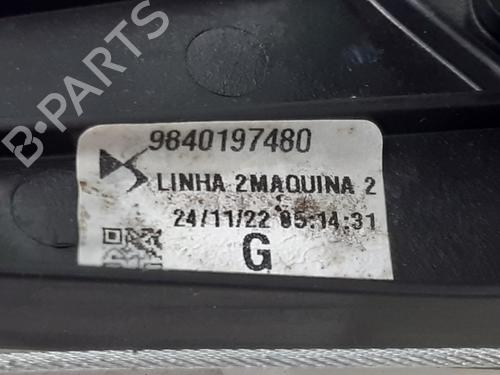 B-PARTS
9840197480
LINHA 2MAQUINA 2
24/11/22 05:14:31
G